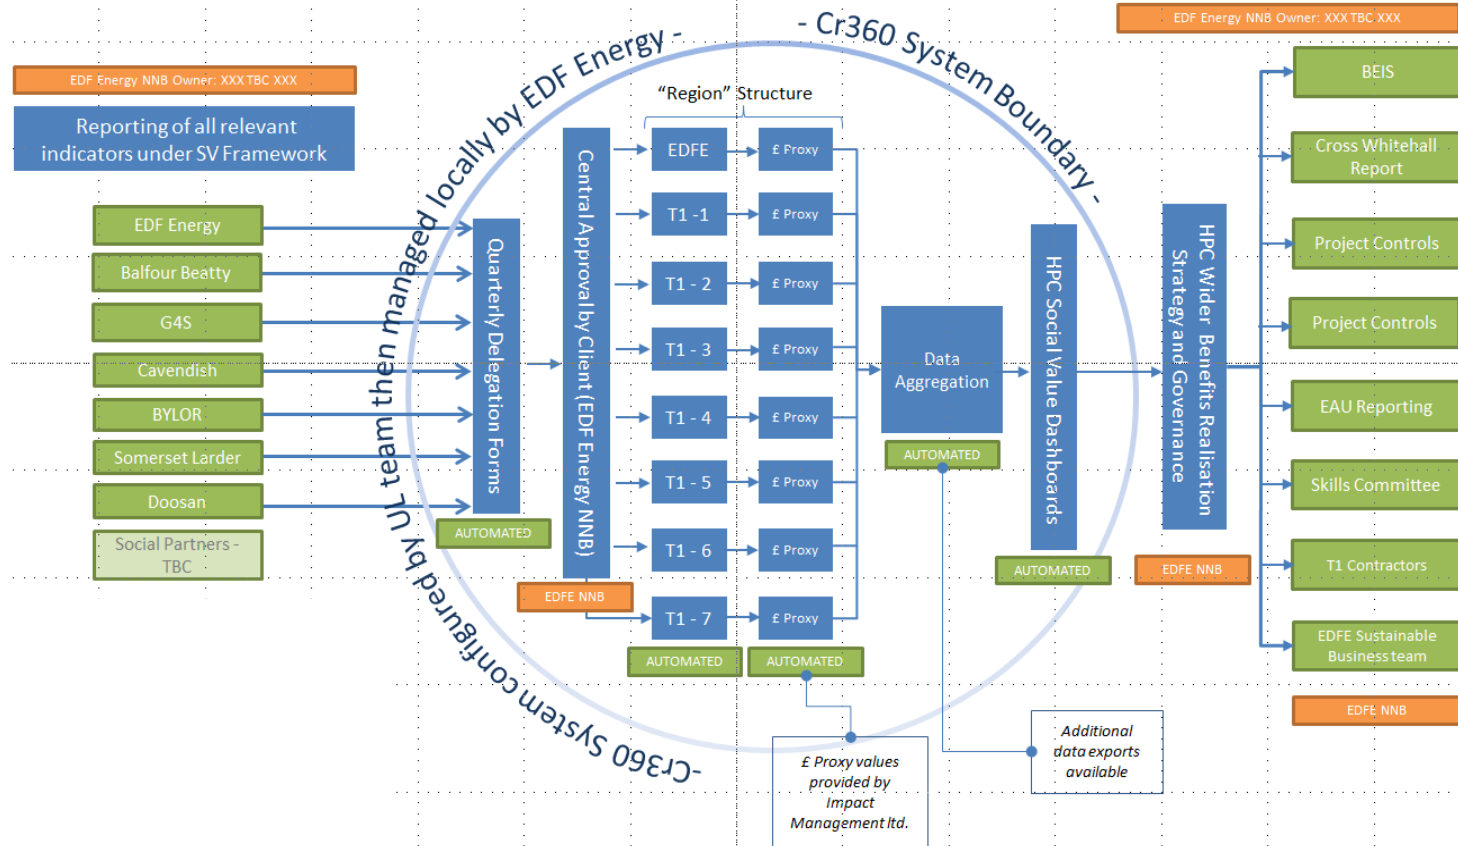 EDF Energy NNB Owner: XXX TBC XXX
Reporting of all relevant
indicators under SV Framework
EDF Energy
Balfour Beatty
G4S
Cavendish
BYLOR
Somerset Larder
Doosan
Social Partners -
TBC
-Cr360 System configured by UL team then managed locally by EDF Energy -
- Cr360 System Boundary -
Quarterly Delegation Forms
AUTOMATED
Central Approval by Client (EDF Energy NNB)
EDFE NNB
“Region” Structure
EDFE
£ Proxy
T1 -1
£ Proxy
T1 - 2
£ Proxy
T1 - 3
£ Proxy
T1 - 4
£ Proxy
T1 - 5
£ Proxy
T1 - 6
£ Proxy
T1 - 7
£ Proxy
AUTOMATED
AUTOMATED
£ Proxy values
provided by
Impact
Management ltd.
Data
Aggregation
AUTOMATED
Additional
data exports
available
HPC Social Value Dashboards
AUTOMATED
HPC Wider Benefits Realisation
Strategy and Governance
EDFE NNB
EDF Energy NNB Owner: XXX TBC XXX
BEIS
Cross Whitehall
Report
Project Controls
Project Controls
EAU Reporting
Skills Committee
T1 Contractors
EDFE Sustainable
Business team
EDFE NNB